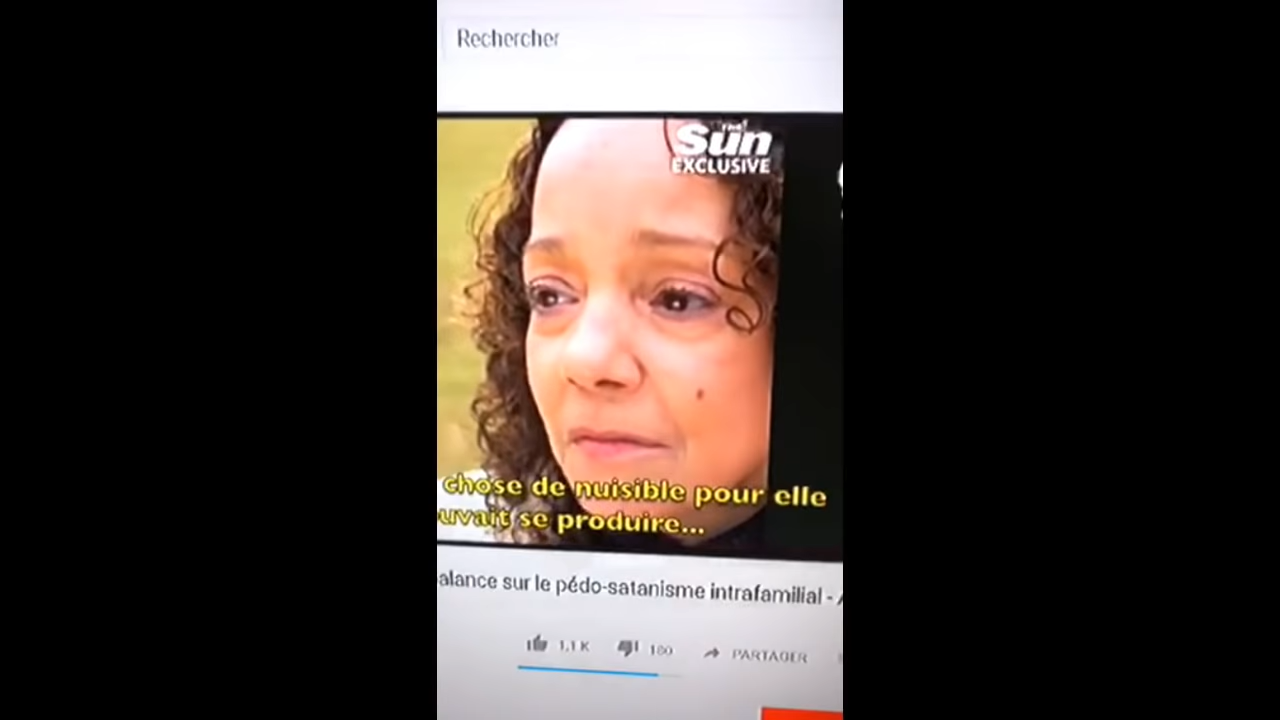 Rechercher
THE
Sun
EXCLUSIVE
chose de nuisible pour elle
uvait se produire...
alance sur le pédo-satanisme intrafamilial -
1,1 K 180 PARTAGER